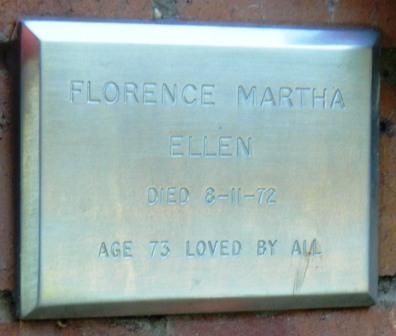 FLORENCE MARTHA
ELLEN
DIED 8-11-72
AGE 73 LOVED BY ALL